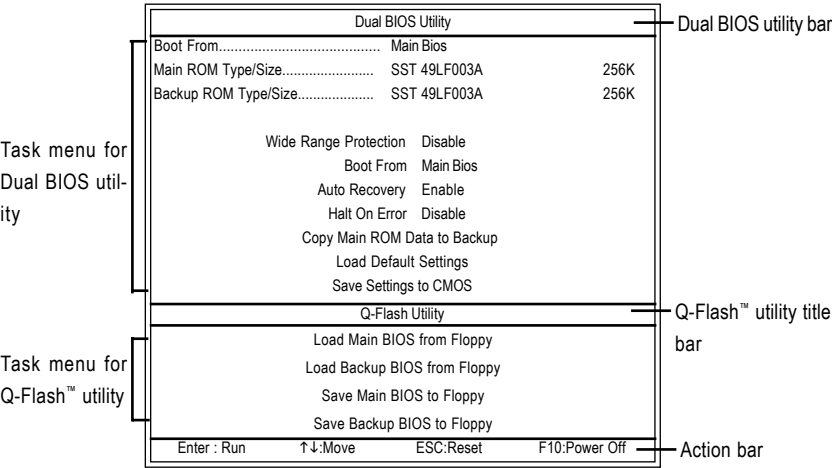 Dual BIOS Utility
Dual BIOS utility bar
Boot From........................................ Main Bios
Main ROM Type/Size....................... SST 49LF003A 256K
Backup ROM Type/Size................... SST 49LF003A 256K
Task menu for
Dual BIOS util-
ity
Wide Range Protection Disable
Boot From Main Bios
Auto Recovery Enable
Halt On Error Disable
Copy Main ROM Data to Backup
Load Default Settings
Save Settings to CMOS
Q-Flash Utility
Q-Flash™ utility title
bar
Task menu for
Q-Flash™ utility
Load Main BIOS from Floppy
Load Backup BIOS from Floppy
Save Main BIOS to Floppy
Save Backup BIOS to Floppy
Enter : Run ↑↓:Move ESC:Reset F10:Power Off
Action bar